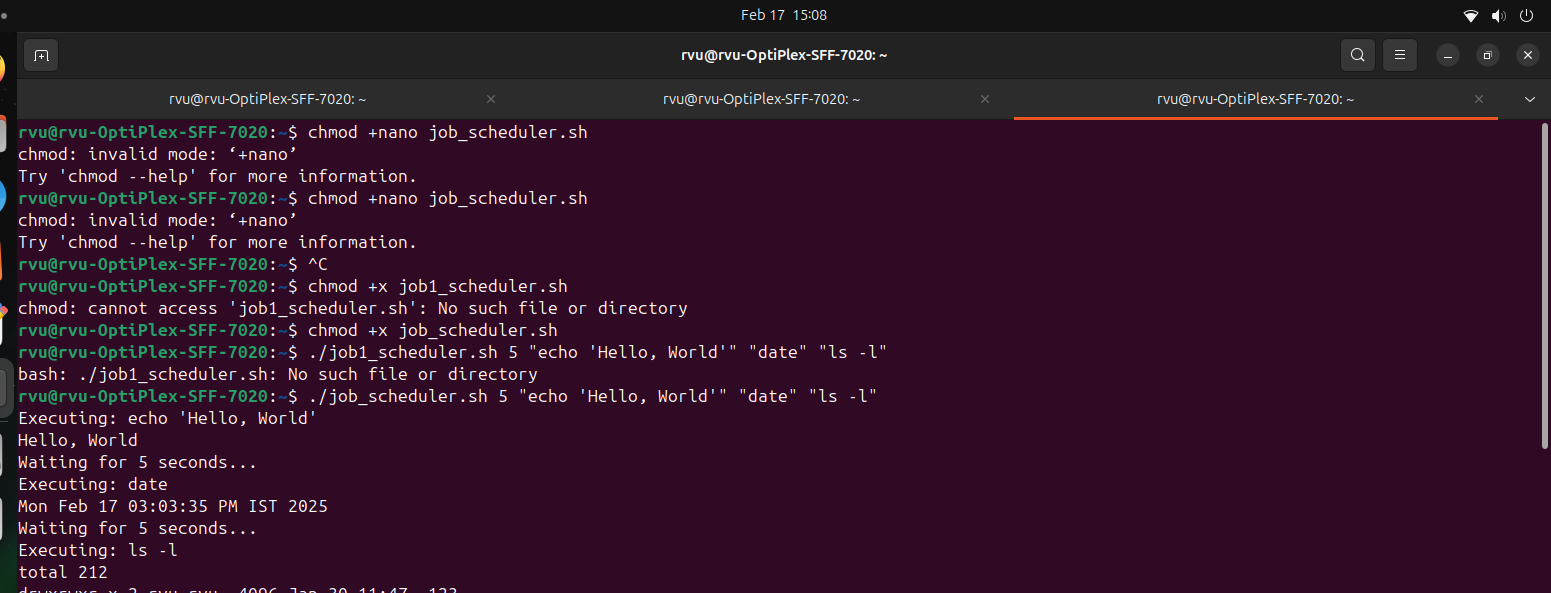 Feb 17 15:08
rvu@rvu-OptiPlex-SFF-7020: ~
rvu@rvu-OptiPlex-SFF-7020: ~
rvu@rvu-OptiPlex-SFF-7020: ~
rvu@rvu-OptiPlex-SFF-7020: ~
rvu@rvu-OptiPlex-SFF-7020:~$ chmod +nano job_scheduler.sh
chmod: invalid mode: ‘+nano’
Try 'chmod --help' for more information.
rvu@rvu-OptiPlex-SFF-7020:~$ chmod +nano job_scheduler.sh
chmod: invalid mode: ‘+nano’
Try 'chmod --help' for more information.
rvu@rvu-OptiPlex-SFF-7020:~$ ^C
rvu@rvu-OptiPlex-SFF-7020:~$ chmod +x job1_scheduler.sh
chmod: cannot access 'job1_scheduler.sh': No such file or directory
rvu@rvu-OptiPlex-SFF-7020:~$ chmod +x job_scheduler.sh
rvu@rvu-OptiPlex-SFF-7020:~$ ./job1_scheduler.sh 5 "echo 'Hello, World'" "date" "ls -l"
bash: ./job1_scheduler.sh: No such file or directory
rvu@rvu-OptiPlex-SFF-7020:~$ ./job_scheduler.sh 5 "echo 'Hello, World'" "date" "ls -l"
Executing: echo 'Hello, World'
Hello, World
Waiting for 5 seconds...
Executing: date
Mon Feb 17 03:03:35 PM IST 2025
Waiting for 5 seconds...
Executing: ls -l
total 212